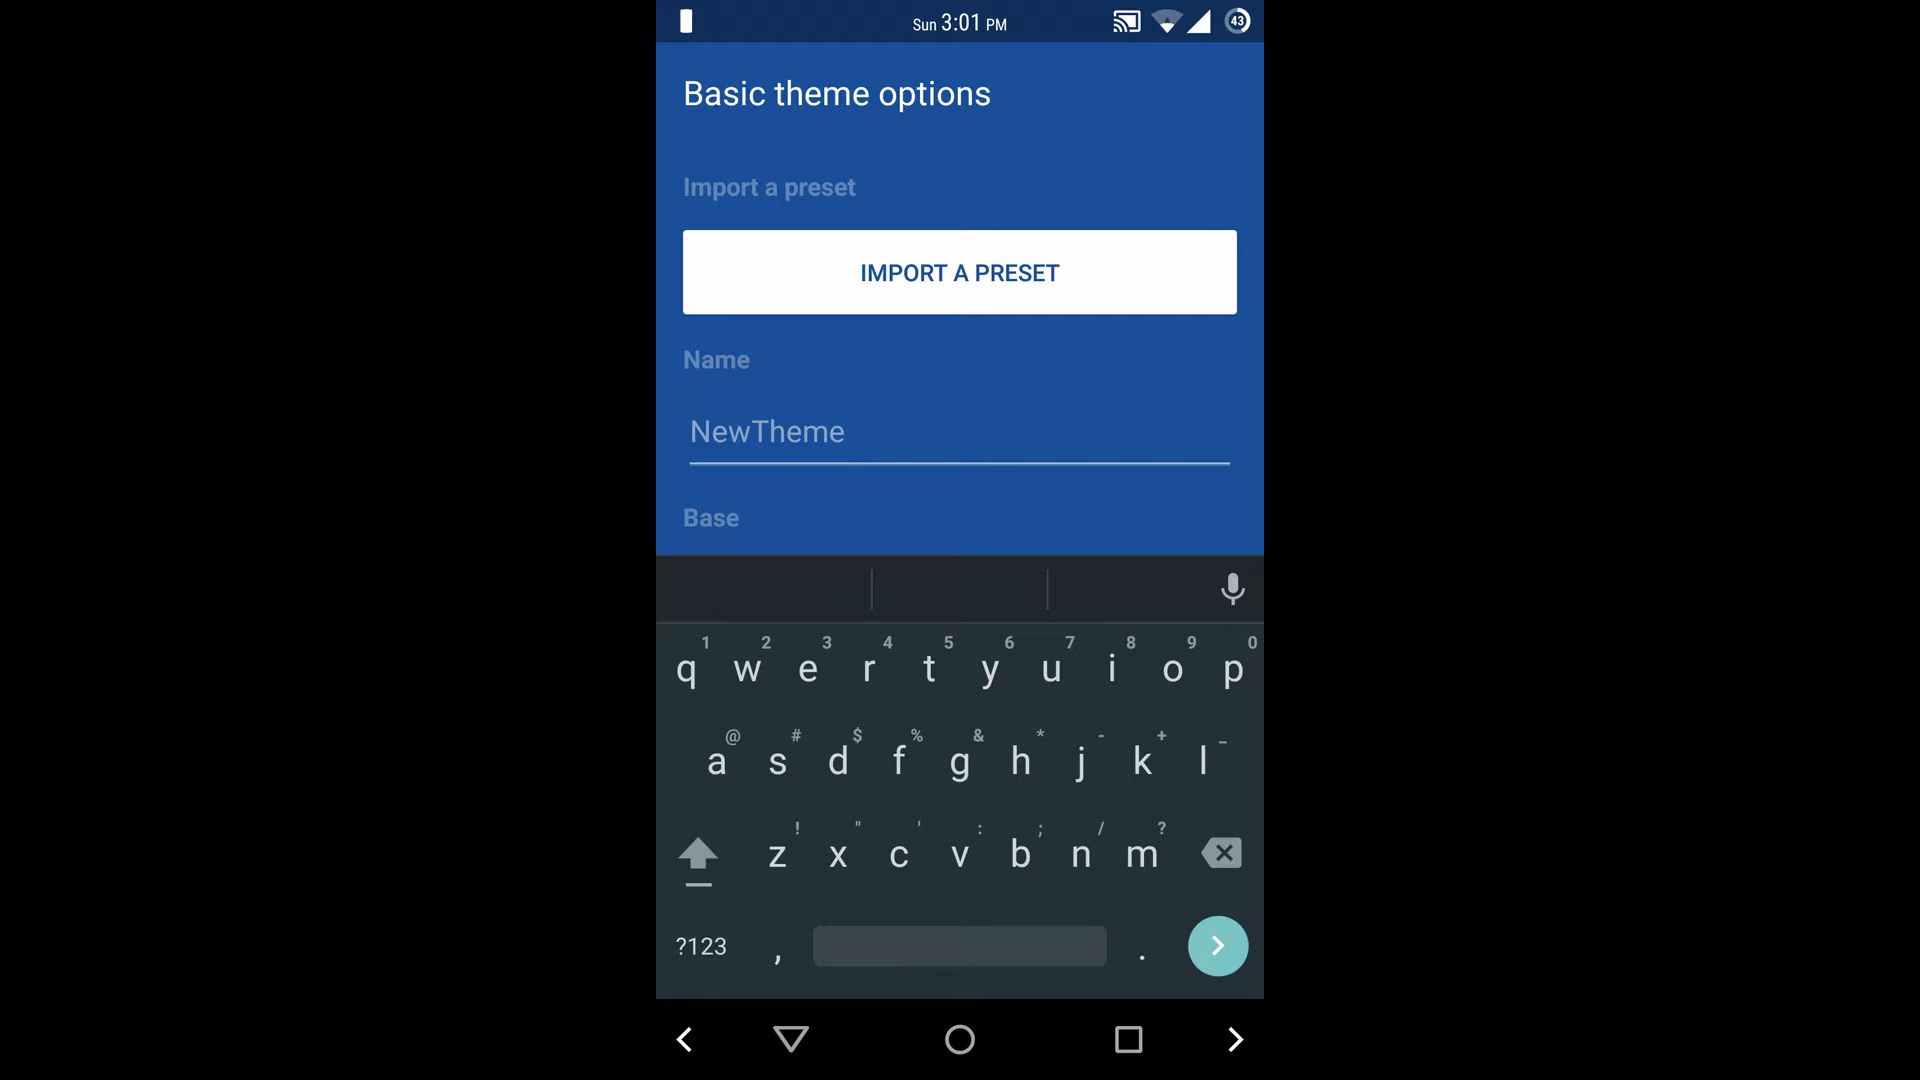 Sun 3:01 PM
43
Basic theme options
Import a preset
IMPORT A PRESET
Name
NewTheme
Base
1 2 3 4 5 6 7 8 9 0
q w e r t y u i o p
@ # $ % & * - + _
a s d f g h j k l
! " ' : ; / ?
z x c v b n m
?123 , .